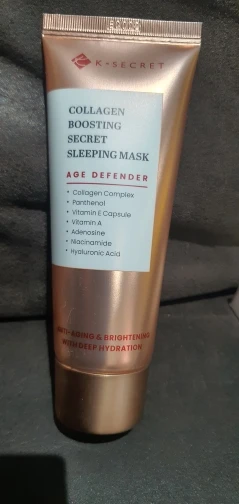 K·SECRET
COLLAGEN
BOOSTING
SECRET
SLEEPING MASK
AGE DEFENDER
• Collagen Complex
• Panthenol
• Vitamin E Capsule
• Vitamin A
• Adenosine
• Niacinamide
• Hyaluronic Acid
ANTI-AGING & BRIGHTENING
WITH DEEP HYDRATION